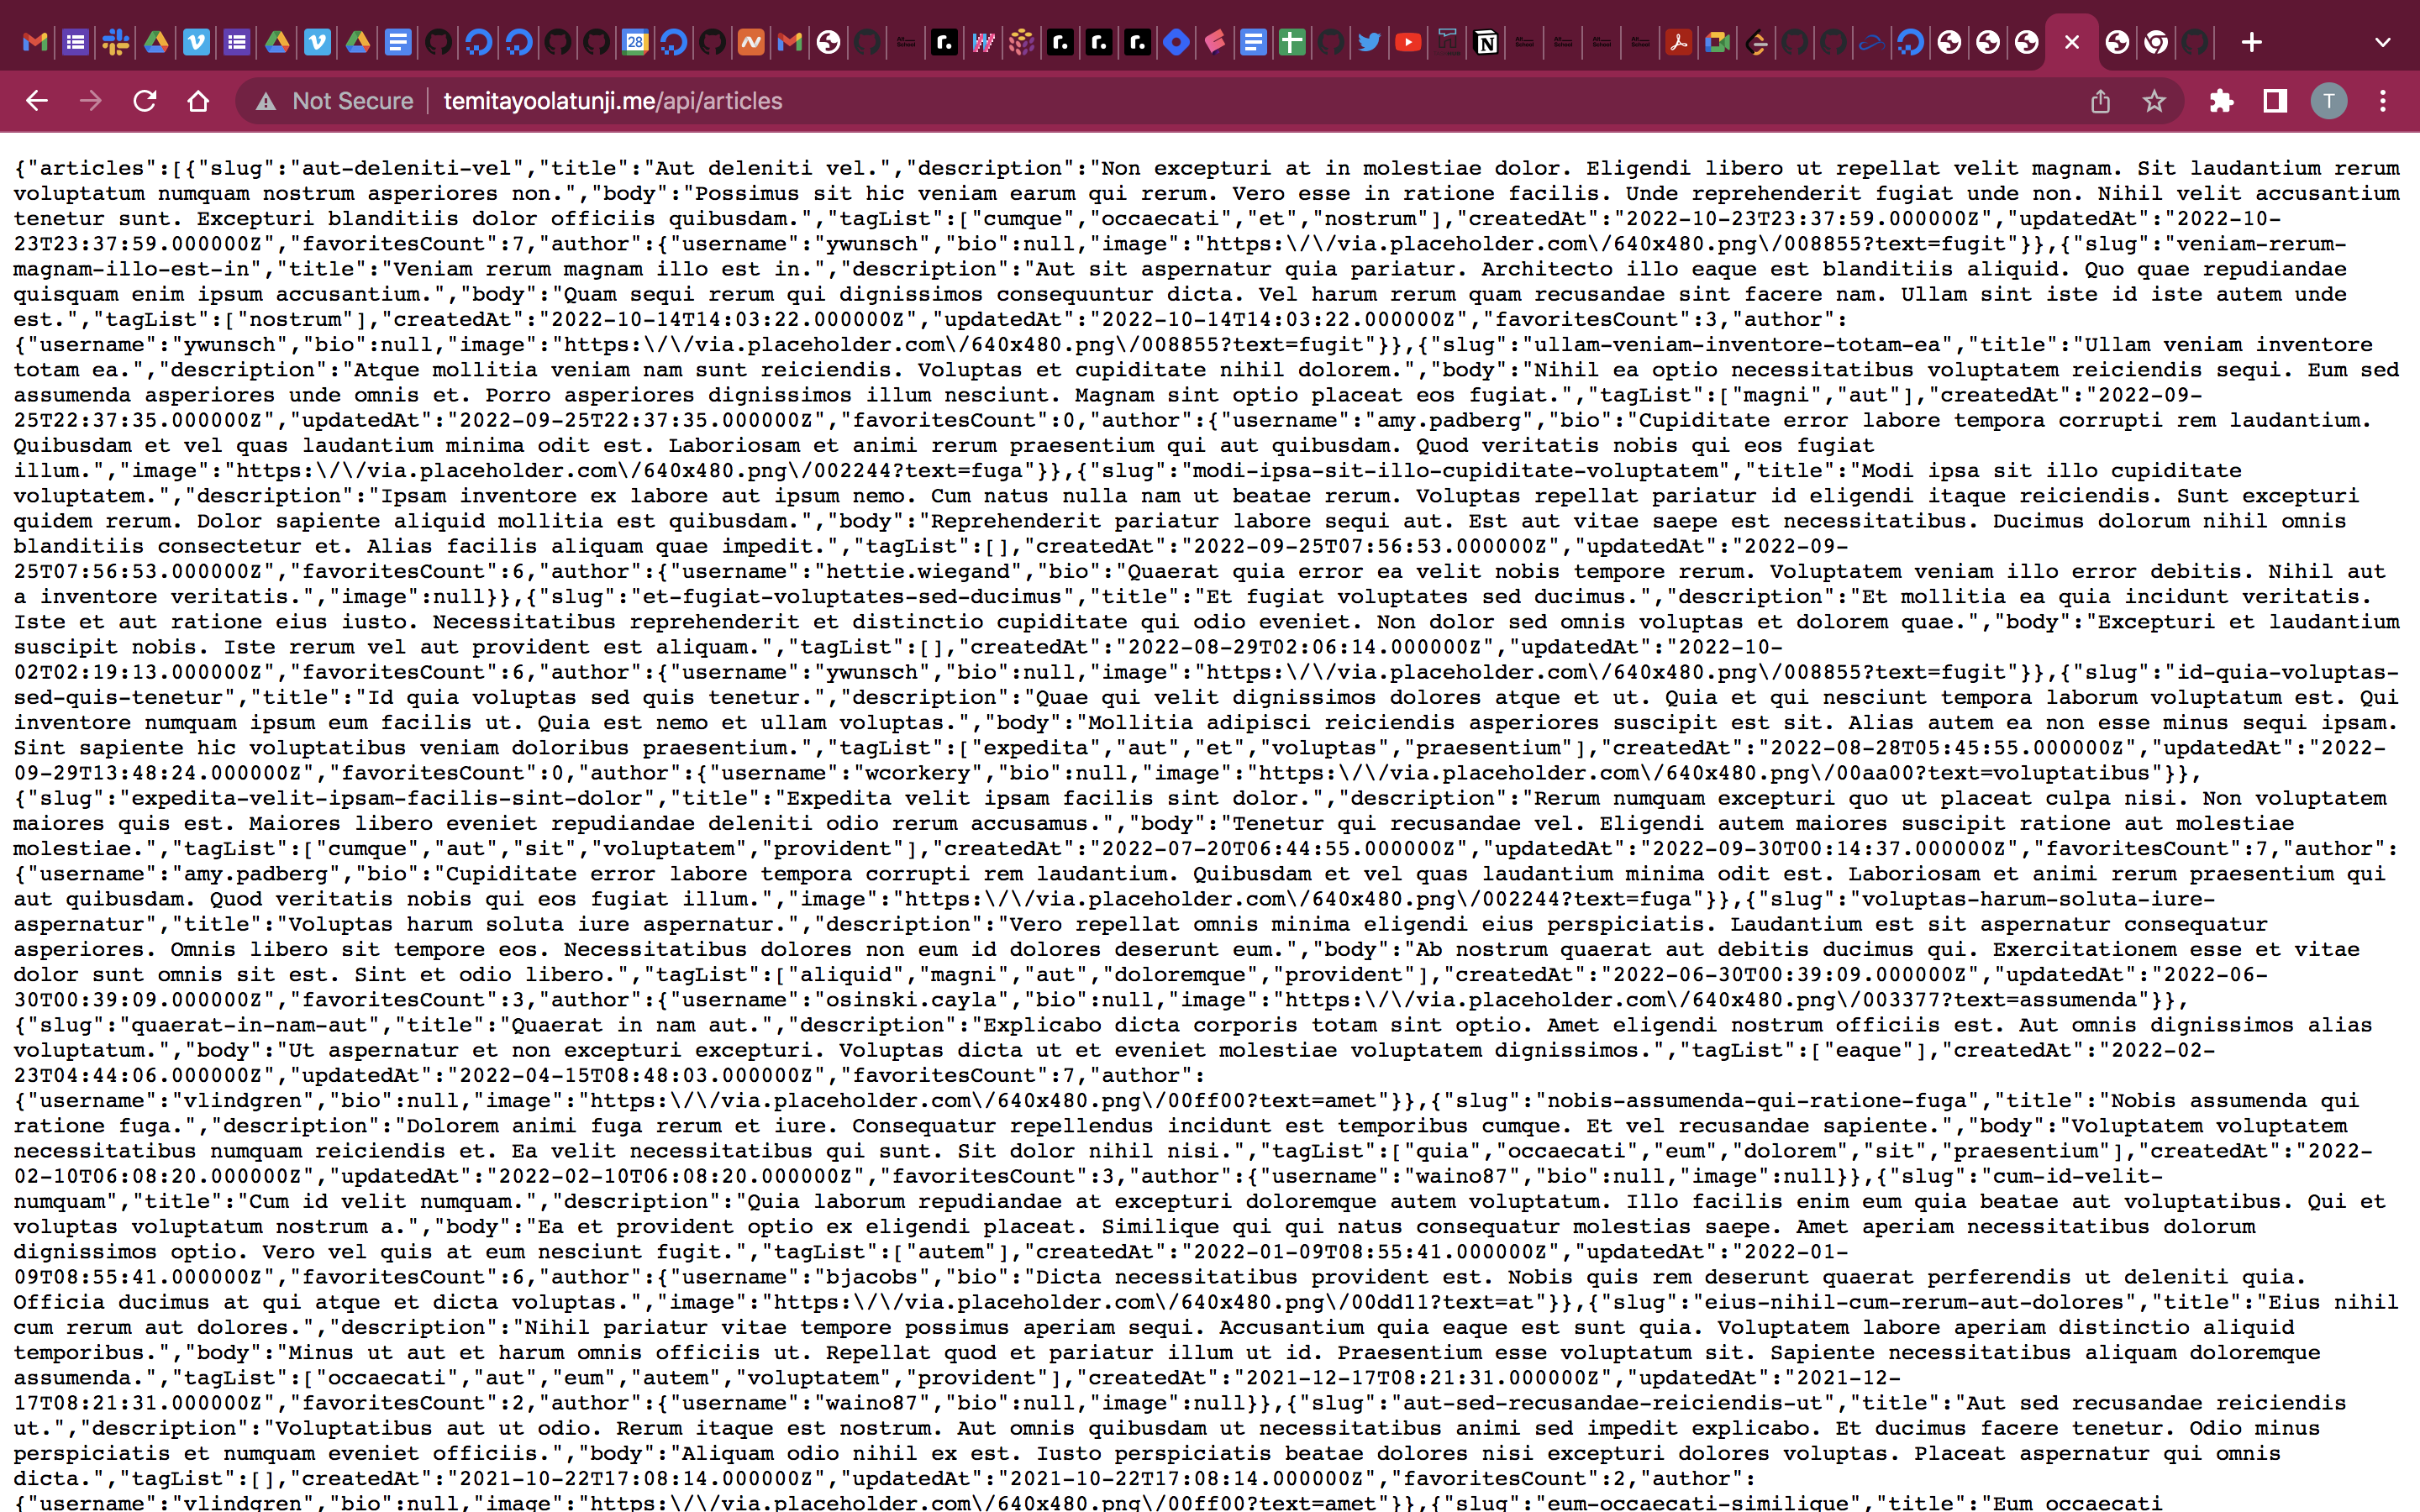 28
Not Secure temitayoolatunji.me/api/articles
T
{"articles":[{"slug":"aut-deleniti-vel","title":"Aut deleniti vel.","description":"Non excepturi at in molestiae dolor. Eligendi libero ut repellat velit magnam. Sit laudantium rerum
voluptatum numquam nostrum asperiores non.","body":"Possimus sit hic veniam earum qui rerum. Vero esse in ratione facilis. Unde reprehenderit fugiat unde non. Nihil velit accusantium
tenetur sunt. Excepturi blanditiis dolor officiis quibusdam.","tagList":["cumque","occaecati","et","nostrum"],"createdAt":"2022-10-23T23:37:59.000000Z","updatedAt":"2022-10-
23T23:37:59.000000Z","favoritesCount":7,"author":{"username":"ywunsch","bio":null,"image":"https:\/\/via.placeholder.com\/640x480.png\/008855?text=fugit"}},{"slug":"veniam-rerum-
magnam-illo-est-in","title":"Veniam rerum magnam illo est in.","description":"Aut sit aspernatur quia pariatur. Architecto illo eaque est blanditiis aliquid. Quo quae repudiandae
quisquam enim ipsum accusantium.","body":"Quam sequi rerum qui dignissimos consequuntur dicta. Vel harum rerum quam recusandae sint facere nam. Ullam sint iste id iste autem unde
est.","tagList":["nostrum"],"createdAt":"2022-10-14T14:03:22.000000Z","updatedAt":"2022-10-14T14:03:22.000000Z","favoritesCount":3,"author":
{"username":"ywunsch","bio":null,"image":"https:\/\/via.placeholder.com\/640x480.png\/008855?text=fugit"}},{"slug":"ullam-veniam-inventore-totam-ea","title":"Ullam veniam inventore
totam ea.","description":"Atque mollitia veniam nam sunt reiciendis. Voluptas et cupiditate nihil dolorem.","body":"Nihil ea optio necessitatibus voluptatem reiciendis sequi. Eum sed
assumenda asperiores unde omnis et. Porro asperiores dignissimos illum nesciunt. Magnam sint optio placeat eos fugiat.","tagList":["magni","aut"],"createdAt":"2022-09-
25T22:37:35.000000Z","updatedAt":"2022-09-25T22:37:35.000000Z","favoritesCount":0,"author":{"username":"amy.padberg","bio":"Cupiditate error labore tempora corrupti rem laudantium.
Quibusdam et vel quas laudantium minima odit est. Laboriosam et animi rerum praesentium qui aut quibusdam. Quod veritatis nobis qui eos fugiat
illum.","image":"https:\/\/via.placeholder.com\/640x480.png\/002244?text=fuga"}},{"slug":"modi-ipsa-sit-illo-cupiditate-voluptatem","title":"Modi ipsa sit illo cupiditate
voluptatem.","description":"Ipsam inventore ex labore aut ipsum nemo. Cum natus nulla nam ut beatae rerum. Voluptas repellat pariatur id eligendi itaque reiciendis. Sunt excepturi
quidem rerum. Dolor sapiente aliquid mollitia est quibusdam.","body":"Reprehenderit pariatur labore sequi aut. Est aut vitae saepe est necessitatibus. Ducimus dolorum nihil omnis
blanditiis consectetur et. Alias facilis aliquam quae impedit.","tagList":[],"createdAt":"2022-09-25T07:56:53.000000Z","updatedAt":"2022-09-
25T07:56:53.000000Z","favoritesCount":6,"author":{"username":"hettie.wiegand","bio":"Quaerat quia error ea velit nobis tempore rerum. Voluptatem veniam illo error debitis. Nihil aut
a inventore veritatis.","image":null}},{"slug":"et-fugiat-voluptates-sed-ducimus","title":"Et fugiat voluptates sed ducimus.","description":"Et mollitia ea quia incidunt veritatis.
Iste et aut ratione eius iusto. Necessitatibus reprehenderit et distinctio cupiditate qui odio eveniet. Non dolor sed omnis voluptas et dolorem quae.","body":"Excepturi et laudantium
suscipit nobis. Iste rerum vel aut provident est aliquam.","tagList":[],"createdAt":"2022-08-29T02:06:14.000000Z","updatedAt":"2022-10-
02T02:19:13.000000Z","favoritesCount":6,"author":{"username":"ywunsch","bio":null,"image":"https:\/\/via.placeholder.com\/640x480.png\/008855?text=fugit"}},{"slug":"id-quia-voluptas-
sed-quis-tenetur","title":"Id quia voluptas sed quis tenetur.","description":"Quae qui velit dignissimos dolores atque et ut. Quia et qui nesciunt tempora laborum voluptatum est. Qui
inventore numquam ipsum eum facilis ut. Quia est nemo et ullam voluptas.","body":"Mollitia adipisci reiciendis asperiores suscipit est sit. Alias autem ea non esse minus sequi ipsam.
Sint sapiente hic voluptatibus veniam doloribus praesentium.","tagList":["expedita","aut","et","voluptas","praesentium"],"createdAt":"2022-08-28T05:45:55.000000Z","updatedAt":"2022-
09-29T13:48:24.000000Z","favoritesCount":0,"author":{"username":"wcorkery","bio":null,"image":"https:\/\/via.placeholder.com\/640x480.png\/00aa00?text=voluptatibus"}},
{"slug":"expedita-velit-ipsam-facilis-sint-dolor","title":"Expedita velit ipsam facilis sint dolor.","description":"Rerum numquam excepturi quo ut placeat culpa nisi. Non voluptatem
maiores quis est. Maiores libero eveniet repudiandae deleniti odio rerum accusamus.","body":"Tenetur qui recusandae vel. Eligendi autem maiores suscipit ratione aut molestiae
molestiae.","tagList":["cumque","aut","sit","voluptatem","provident"],"createdAt":"2022-07-20T06:44:55.000000Z","updatedAt":"2022-09-30T00:14:37.000000Z","favoritesCount":7,"author":
{"username":"amy.padberg","bio":"Cupiditate error labore tempora corrupti rem laudantium. Quibusdam et vel quas laudantium minima odit est. Laboriosam et animi rerum praesentium qui
aut quibusdam. Quod veritatis nobis qui eos fugiat illum.","image":"https:\/\/via.placeholder.com\/640x480.png\/002244?text=fuga"}},{"slug":"voluptas-harum-soluta-iure-
aspernatur","title":"Voluptas harum soluta iure aspernatur.","description":"Vero repellat omnis minima eligendi eius perspiciatis. Laudantium est sit aspernatur consequatur
asperiores. Omnis libero sit tempore eos. Necessitatibus dolores non eum id dolores deserunt eum.","body":"Ab nostrum quaerat aut debitis ducimus qui. Exercitationem esse et vitae
dolor sunt omnis sit est. Sint et odio libero.","tagList":["aliquid","magni","aut","doloremque","provident"],"createdAt":"2022-06-30T00:39:09.000000Z","updatedAt":"2022-06-
30T00:39:09.000000Z","favoritesCount":3,"author":{"username":"osinski.cayla","bio":null,"image":"https:\/\/via.placeholder.com\/640x480.png\/003377?text=assumenda"}},
{"slug":"quaerat-in-nam-aut","title":"Quaerat in nam aut.","description":"Explicabo dicta corporis totam sint optio. Amet eligendi nostrum officiis est. Aut omnis dignissimos alias
voluptatum.","body":"Ut aspernatur et non excepturi excepturi. Voluptas dicta ut et eveniet molestiae voluptatem dignissimos.","tagList":["eaque"],"createdAt":"2022-02-
23T04:44:06.000000Z","updatedAt":"2022-04-15T08:48:03.000000Z","favoritesCount":7,"author":
{"username":"vlindgren","bio":null,"image":"https:\/\/via.placeholder.com\/640x480.png\/00ff00?text=amet"}},{"slug":"nobis-assumenda-qui-ratione-fuga","title":"Nobis assumenda qui
ratione fuga.","description":"Dolorem animi fuga rerum et iure. Consequatur repellendus incidunt est temporibus cumque. Et vel recusandae sapiente.","body":"Voluptatem voluptatem
necessitatibus numquam reiciendis et. Ea velit necessitatibus qui sunt. Sit dolor nihil nisi.","tagList":["quia","occaecati","eum","dolorem","sit","praesentium"],"createdAt":"2022-
02-10T06:08:20.000000Z","updatedAt":"2022-02-10T06:08:20.000000Z","favoritesCount":3,"author":{"username":"waino87","bio":null,"image":null}},{"slug":"cum-id-velit-
numquam","title":"Cum id velit numquam.","description":"Quia laborum repudiandae at excepturi doloremque autem voluptatum. Illo facilis enim eum quia beatae aut voluptatibus. Qui et
voluptas voluptatum nostrum a.","body":"Ea et provident optio ex eligendi placeat. Similique qui qui natus consequatur molestias saepe. Amet aperiam necessitatibus dolorum
dignissimos optio. Vero vel quis at eum nesciunt fugit.","tagList":["autem"],"createdAt":"2022-01-09T08:55:41.000000Z","updatedAt":"2022-01-
09T08:55:41.000000Z","favoritesCount":6,"author":{"username":"bjacobs","bio":"Dicta necessitatibus provident est. Nobis quis rem deserunt quaerat perferendis ut deleniti quia.
Officia ducimus at qui atque et dicta voluptas.","image":"https:\/\/via.placeholder.com\/640x480.png\/00dd11?text=at"}},{"slug":"eius-nihil-cum-rerum-aut-dolores","title":"Eius nihil
cum rerum aut dolores.","description":"Nihil pariatur vitae tempore possimus aperiam sequi. Accusantium quia eaque est sunt quia. Voluptatem labore aperiam distinctio aliquid
temporibus.","body":"Minus ut aut et harum omnis officiis ut. Repellat quod et pariatur illum ut id. Praesentium esse voluptatum sit. Sapiente necessitatibus aliquam doloremque
assumenda.","tagList":["occaecati","aut","eum","autem","voluptatem","provident"],"createdAt":"2021-12-17T08:21:31.000000Z","updatedAt":"2021-12-
17T08:21:31.000000Z","favoritesCount":2,"author":{"username":"waino87","bio":null,"image":null}},{"slug":"aut-sed-recusandae-reiciendis-ut","title":"Aut sed recusandae reiciendis
ut.","description":"Voluptatibus aut ut odio. Rerum itaque est nostrum. Aut omnis quibusdam ut necessitatibus animi sed impedit explicabo. Et ducimus facere tenetur. Odio minus
perspiciatis et numquam eveniet officiis.","body":"Aliquam odio nihil ex est. Iusto perspiciatis beatae dolores nisi excepturi dolores voluptas. Placeat aspernatur qui omnis
dicta.","tagList":[],"createdAt":"2021-10-22T17:08:14.000000Z","updatedAt":"2021-10-22T17:08:14.000000Z","favoritesCount":2,"author":
{"username":"vlindgren","bio":null,"image":"https:\/\/via.placeholder.com\/640x480.png\/00ff00?text=amet"}},{"slug":"eum-occaecati-similique","title":"Eum occaecati